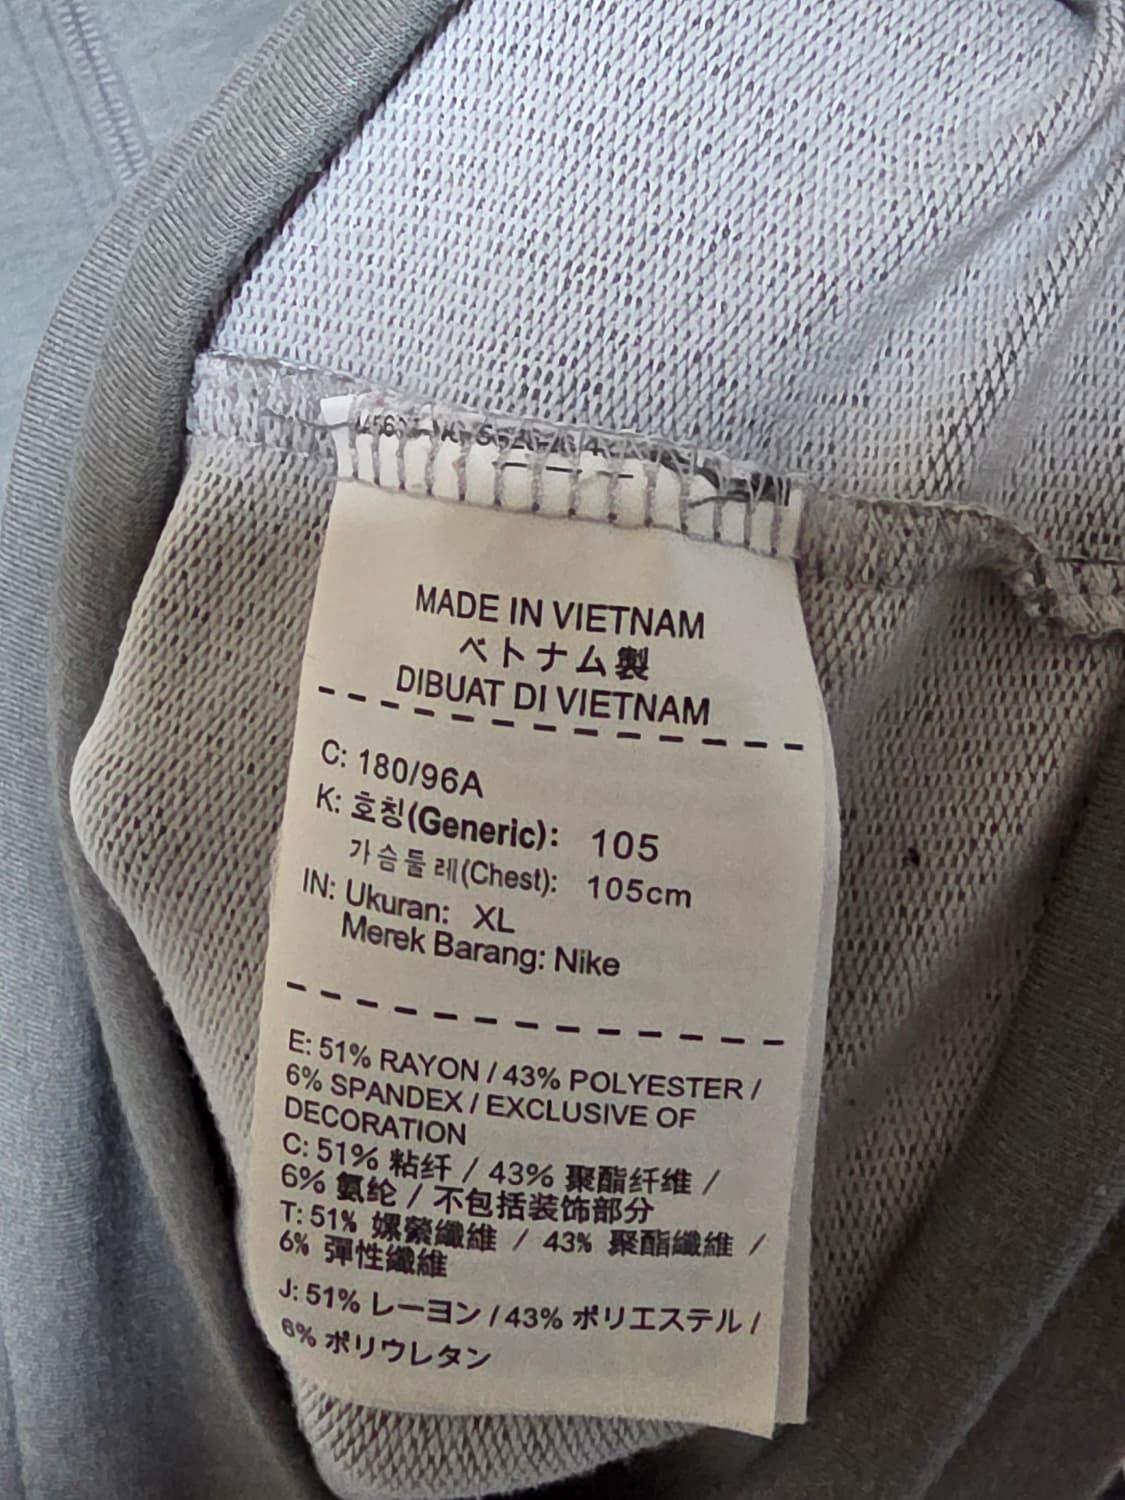 MADE IN VIETNAM
ベトナム製
DIBUAT DI VIETNAM
C: 180/96A
K: 호칭(Generic): 105
가슴둘레(Chest): 105cm
IN: Ukuran: XL
Merek Barang: Nike
E: 51% RAYON / 43% POLYESTER /
6% SPANDEX / EXCLUSIVE OF
DECORATION
C: 51% 粘纤 / 43% 聚酯纤维 /
6% 氨纶 / 不包括装饰部分
T: 51% 嫘縈纖維 / 43% 聚酯纖維 /
6% 彈性纖維
J: 51% レーヨン / 43% ポリエステル /
6% ポリウレタン